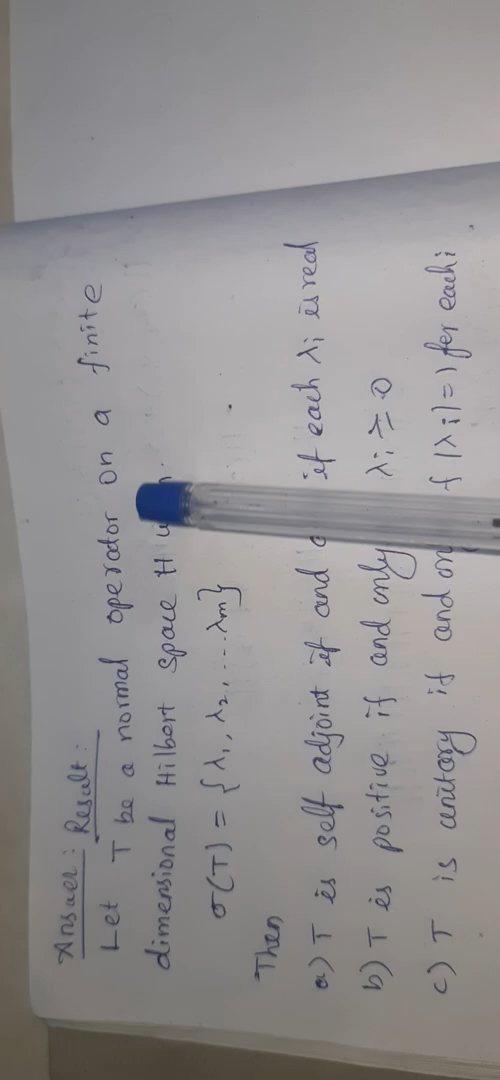 Answer: Result:
Let T be a normal operator on a finite
dimensional Hilbert space H
σ(T) = {λ₁, λ₂, ... λm}
Then
a) T is self adjoint if and if each λi is real
b) T is positive if and only λi ≥ 0
c) T is unitary if and |λi| = 1 for each i